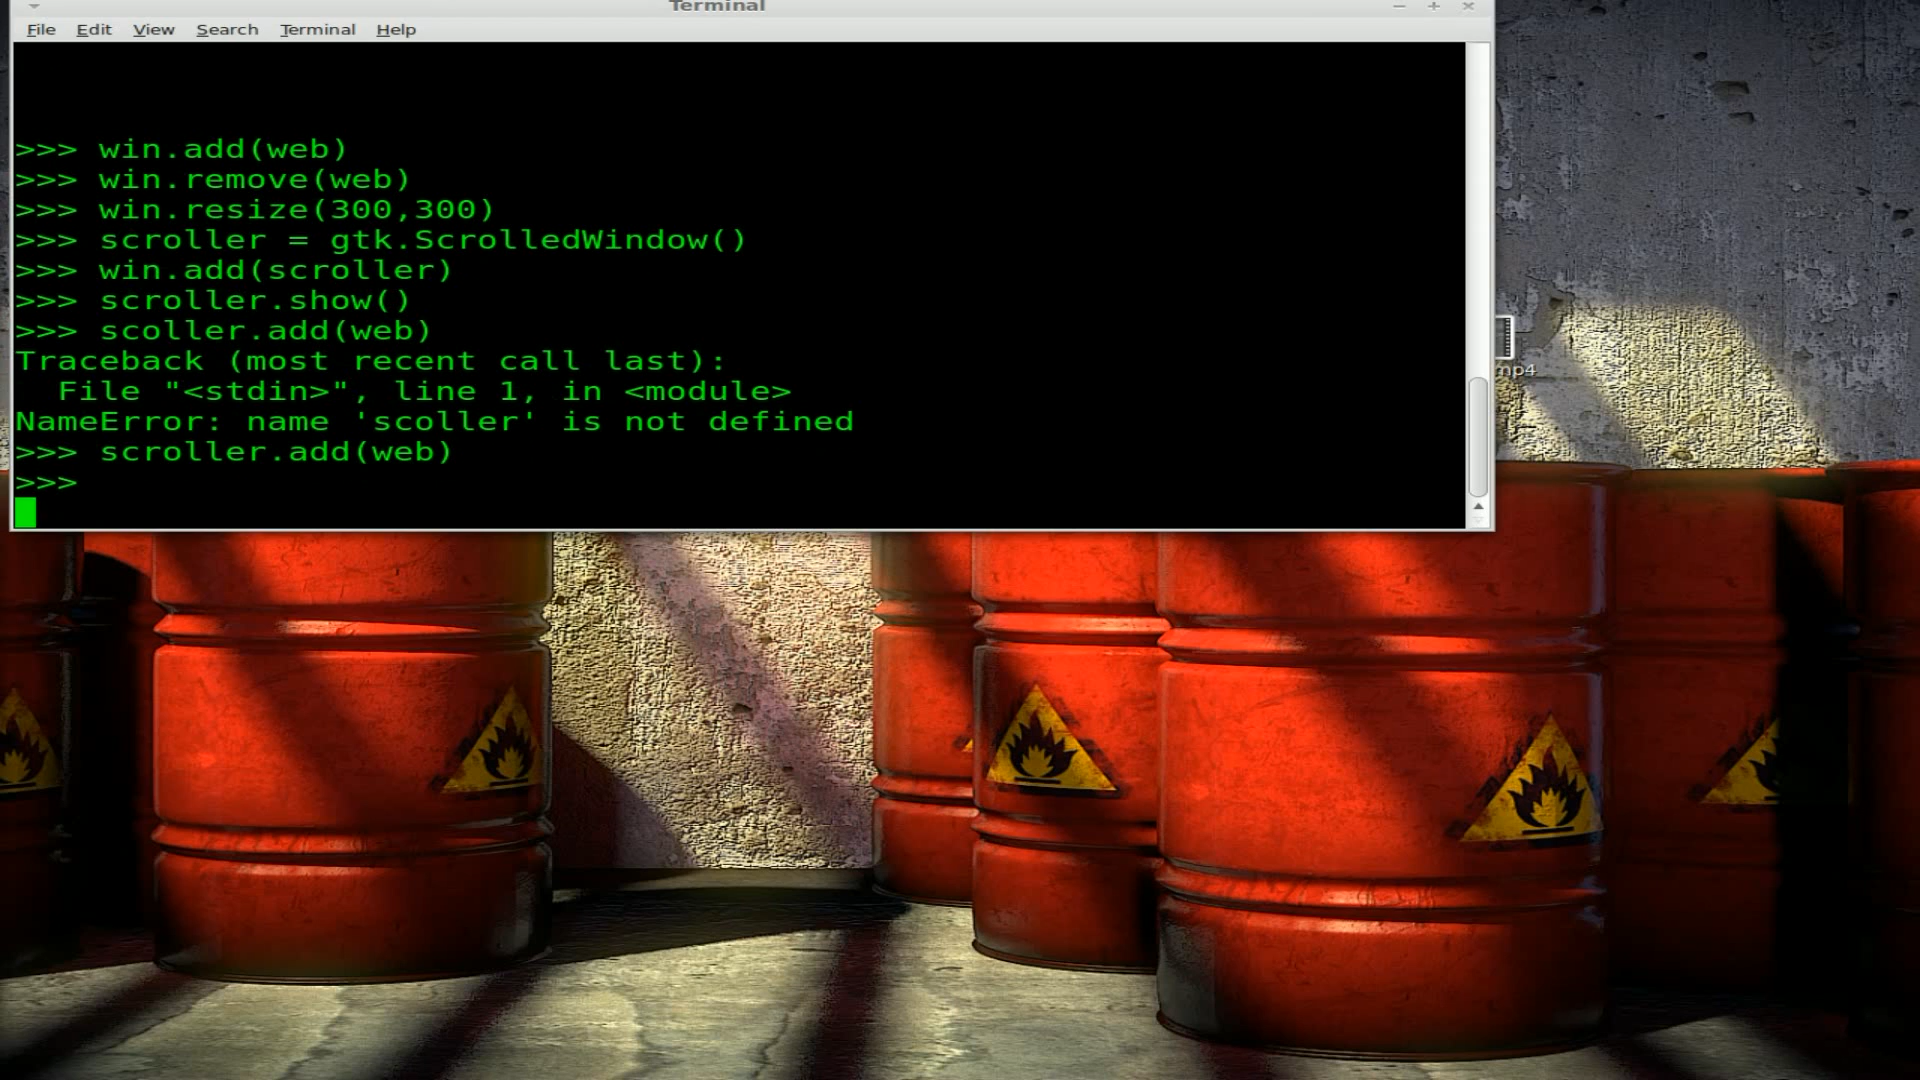 Terminal
File Edit View Search Terminal Help
>>> win.add(web)
>>> win.remove(web)
>>> win.resize(300,300)
>>> scroller = gtk.ScrolledWindow()
>>> win.add(scroller)
>>> scroller.show()
>>> scoller.add(web)
Traceback (most recent call last):
  File "<stdin>", line 1, in <module>
NameError: name 'scoller' is not defined
>>> scroller.add(web)
>>>
mp4